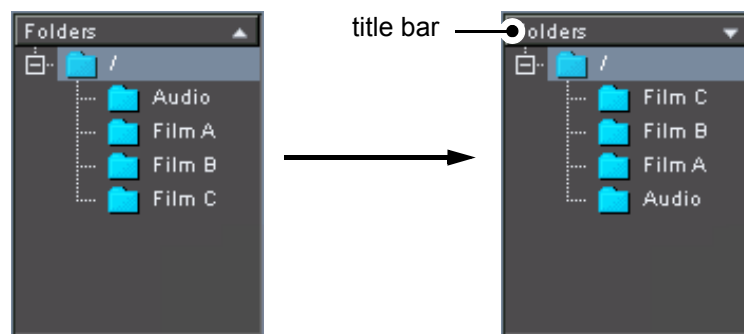 Folders
/
Audio
Film A
Film B
Film C
title bar
olders
/
Film C
Film B
Film A
Audio